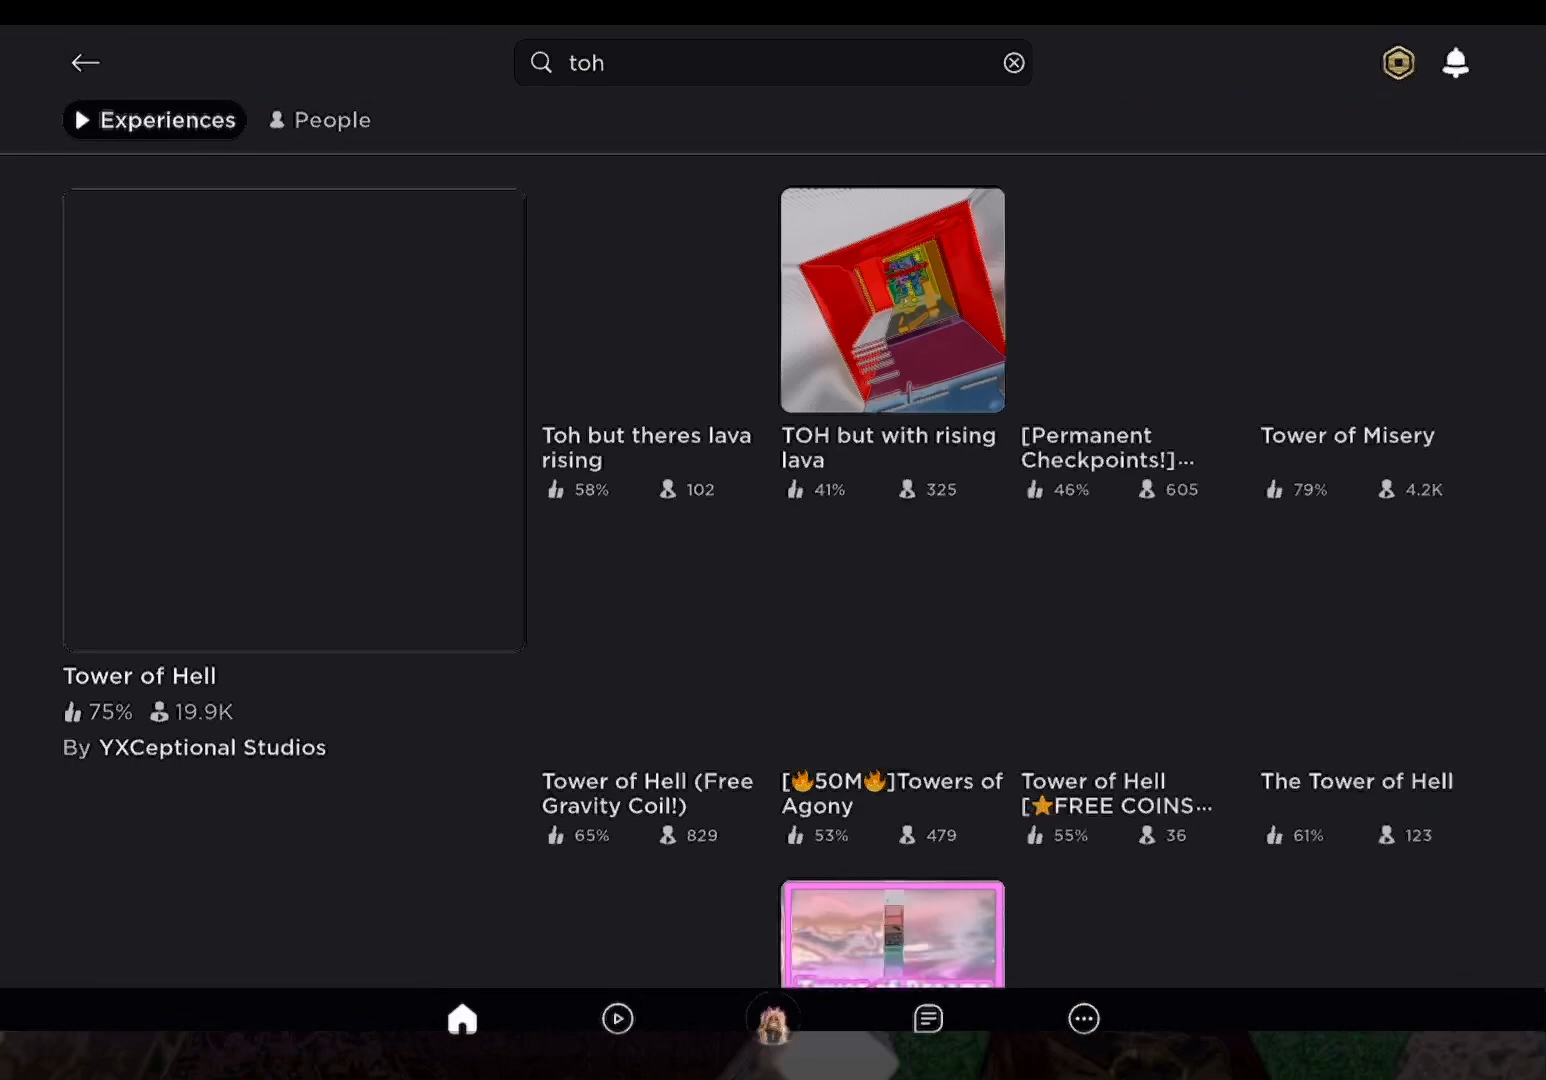 toh
Experiences
People
Tower of Hell
75% 19.9K
By YXCeptional Studios
Toh but theres lava
rising
58% 102
TOH but with rising
lava
41% 325
[Permanent
Checkpoints!]...
46% 605
Tower of Misery
79% 4.2K
Tower of Hell (Free
Gravity Coil!)
65% 829
[🔥50M🔥]Towers of
Agony
53% 479
Tower of Hell
[⭐FREE COINS...
55% 36
The Tower of Hell
61% 123